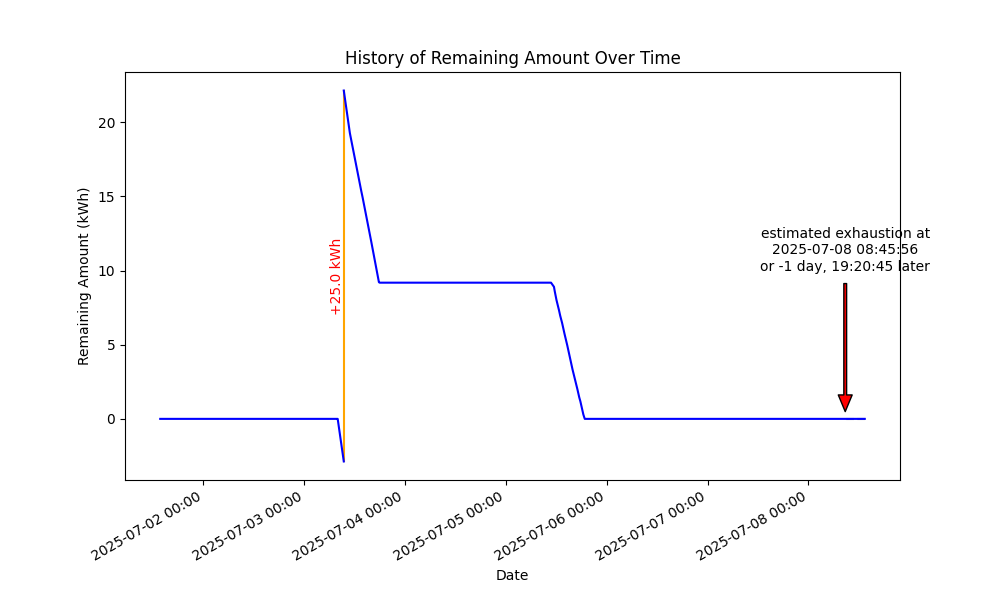 History of Remaining Amount Over Time
Remaining Amount (kWh)
20
15
10
5
0
+25.0 kWh
estimated exhaustion at
2025-07-08 08:45:56
or -1 day, 19:20:45 later
2025-07-02 00:00
2025-07-03 00:00
2025-07-04 00:00
2025-07-05 00:00
2025-07-06 00:00
2025-07-07 00:00
2025-07-08 00:00
Date